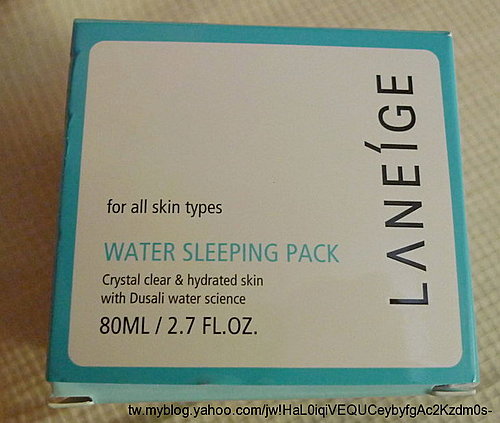 LANEÍGE
for all skin types
WATER SLEEPING PACK
Crystal clear & hydrated skin
with Dusali water science
80ML / 2.7 FL.OZ.
tw.myblog.yahoo.com/jw!HaL0iqiVEQUCeybyfgAc2Kzdm0s-